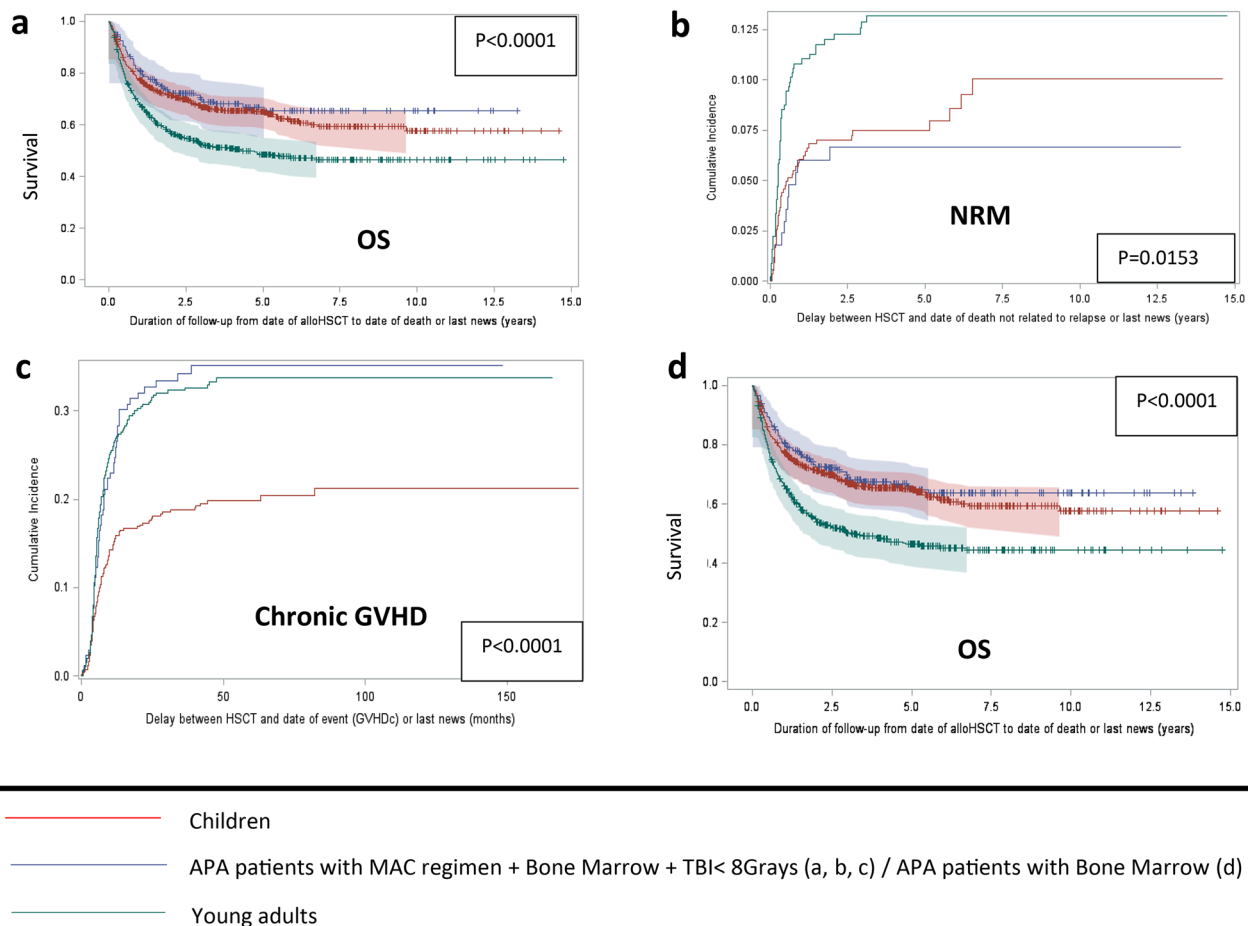 a
P<0.0001
1.0
0.8
0.6
0.4
0.2
0.0
Survival
OS
0.0 2.5 5.0 7.5 10.0 12.5 15.0
Duration of follow-up from date of alloHSCT to date of death or last news (years)
b
0.125
0.100
0.075
0.050
0.025
0.000
Cumulative Incidence
NRM
P=0.0153
0.0 2.5 5.0 7.5 10.0 12.5 15.0
Delay between HSCT and date of death not related to relapse or last news (years)
c
0.3
0.2
0.1
0.0
Cumulative Incidence
Chronic GVHD
P<0.0001
0 50 100 150
Delay between HSCT and date of event (GVHDc) or last news (months)
d
P<0.0001
1.0
0.8
).6
).4
0.2
0.0
Survival
OS
0.0 2.5 5.0 7.5 10.0 12.5 15.0
Duration of follow-up from date of alloHSCT to date of death or last news (years)
Children
APA patients with MAC regimen + Bone Marrow + TBI< 8Grays (a, b, c) / APA patients with Bone Marrow (d)
Young adults